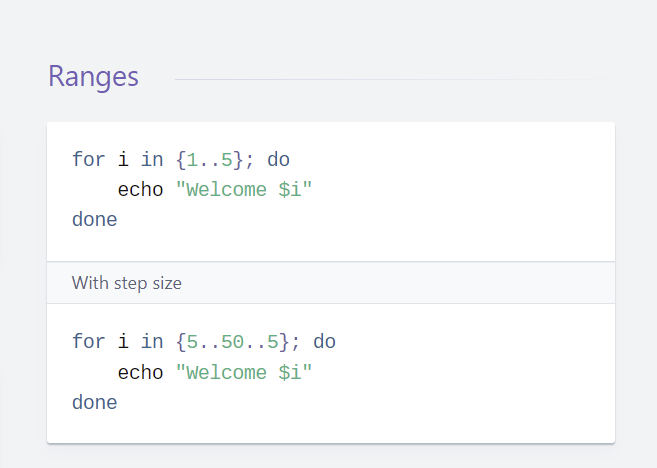 Ranges
for i in {1..5}; do
    echo "Welcome $i"
done
With step size
for i in {5..50..5}; do
    echo "Welcome $i"
done